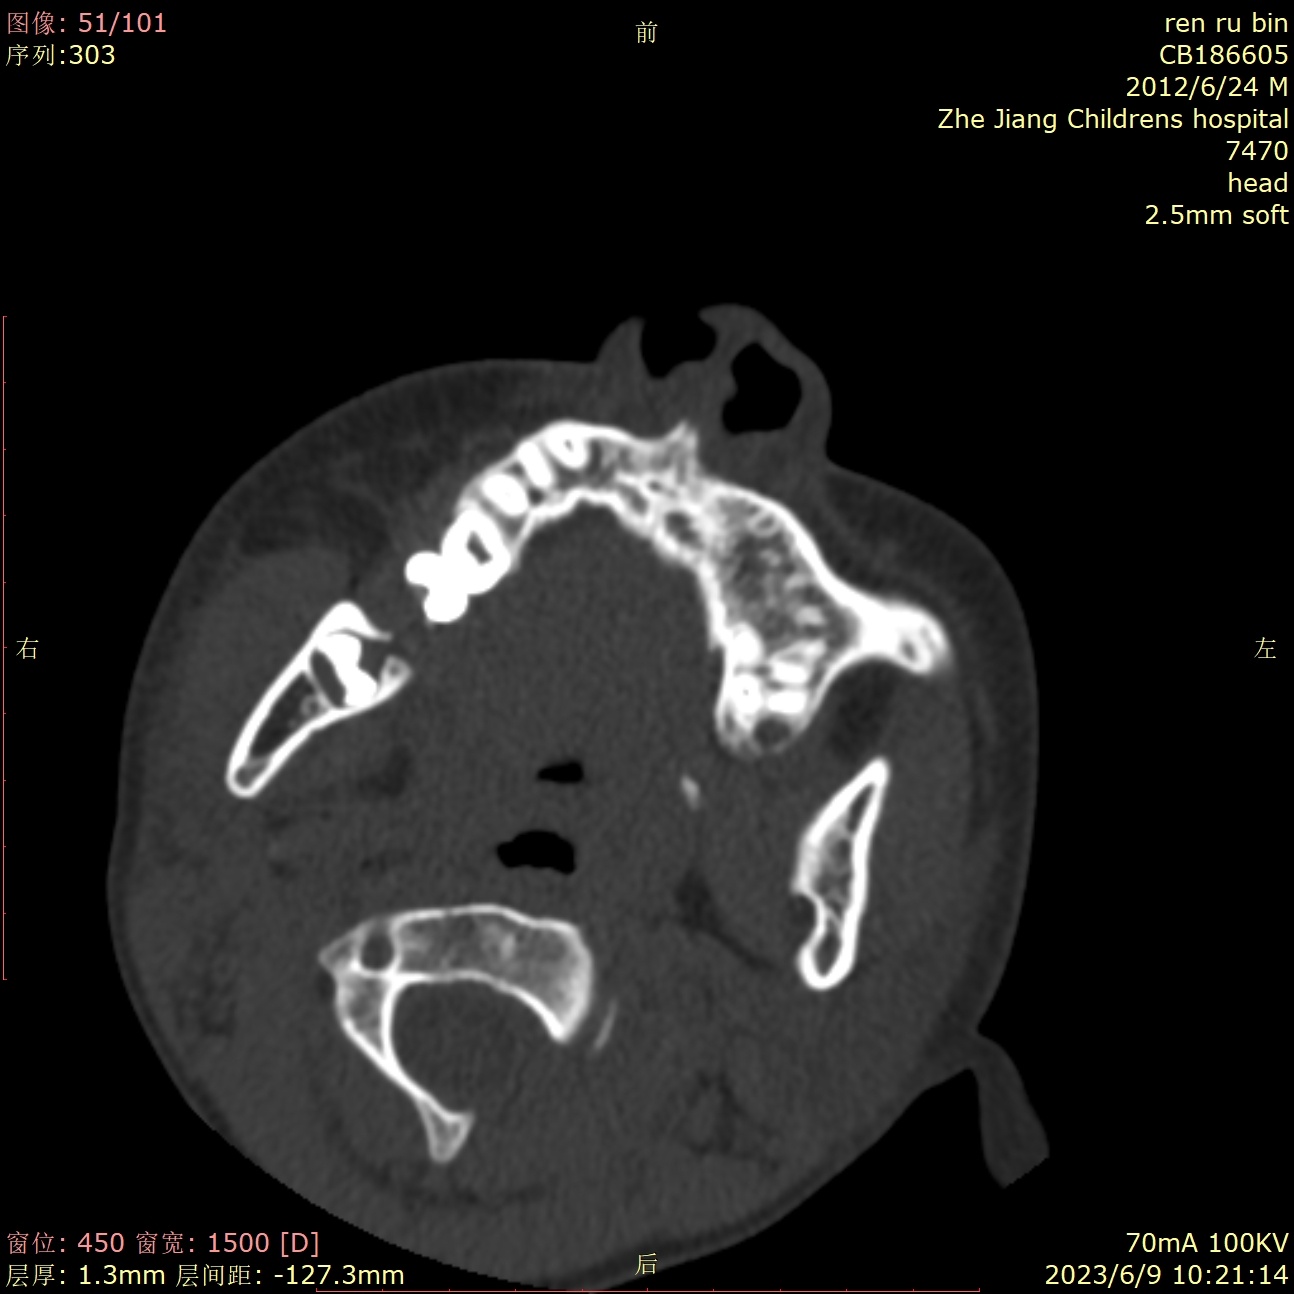 图像: 51/101
序列:303
前
ren ru bin
CB186605
2012/6/24 M
Zhe Jiang Childrens hospital
7470
head
2.5mm soft
右
左
窗位: 450 窗宽: 1500 [D]
层厚: 1.3mm 层间距: -127.3mm
后
70mA 100KV
2023/6/9 10:21:14